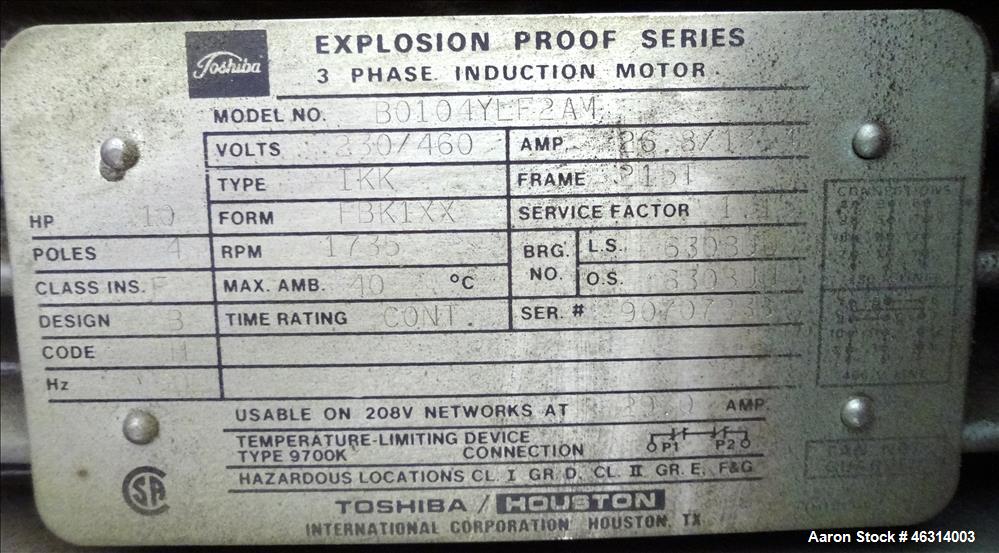 Toshiba
EXPLOSION PROOF SERIES
3 PHASE INDUCTION MOTOR
MODEL NO. B0104YLF2AM
VOLTS 230/460 AMP.
TYPE IKK FRAME 215T
HP 10 FORM FBK1XX SERVICE FACTOR
POLES 4 RPM 1735 BRG. NO. L.S.
CLASS INS. F MAX. AMB. 40 °C O.S.
DESIGN B TIME RATING CONT. SER. #
CODE H
Hz
USABLE ON 208V NETWORKS AT AMP.
TEMPERATURE-LIMITING DEVICE
TYPE 9700K CONNECTION P1 P2
HAZARDOUS LOCATIONS CL. I GR. D, CL. II GR. E, F&G
SA
TOSHIBA / HOUSTON
INTERNATIONAL CORPORATION HOUSTON, TX
CONNECTIONS
Aaron Stock # 46314003